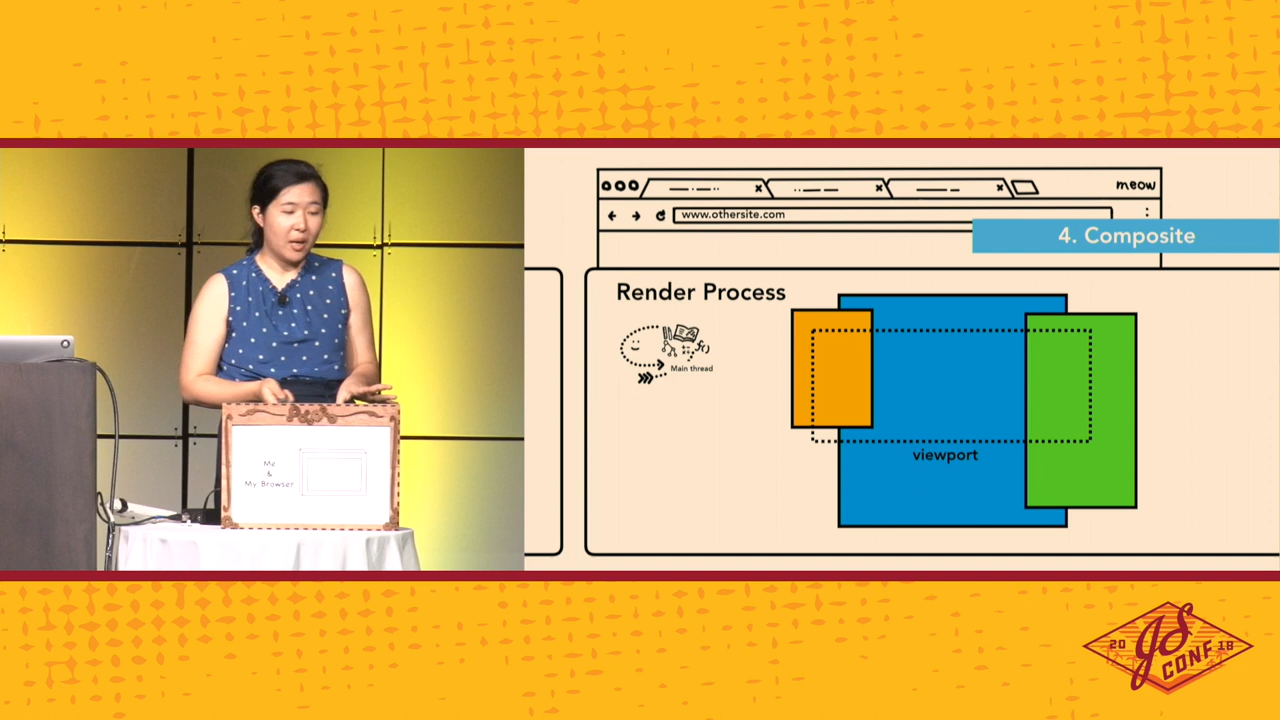 meow
www.othersite.com
4. Composite
Render Process
Main thread
viewport
Me
&
My Browser
20 JS CONF 18